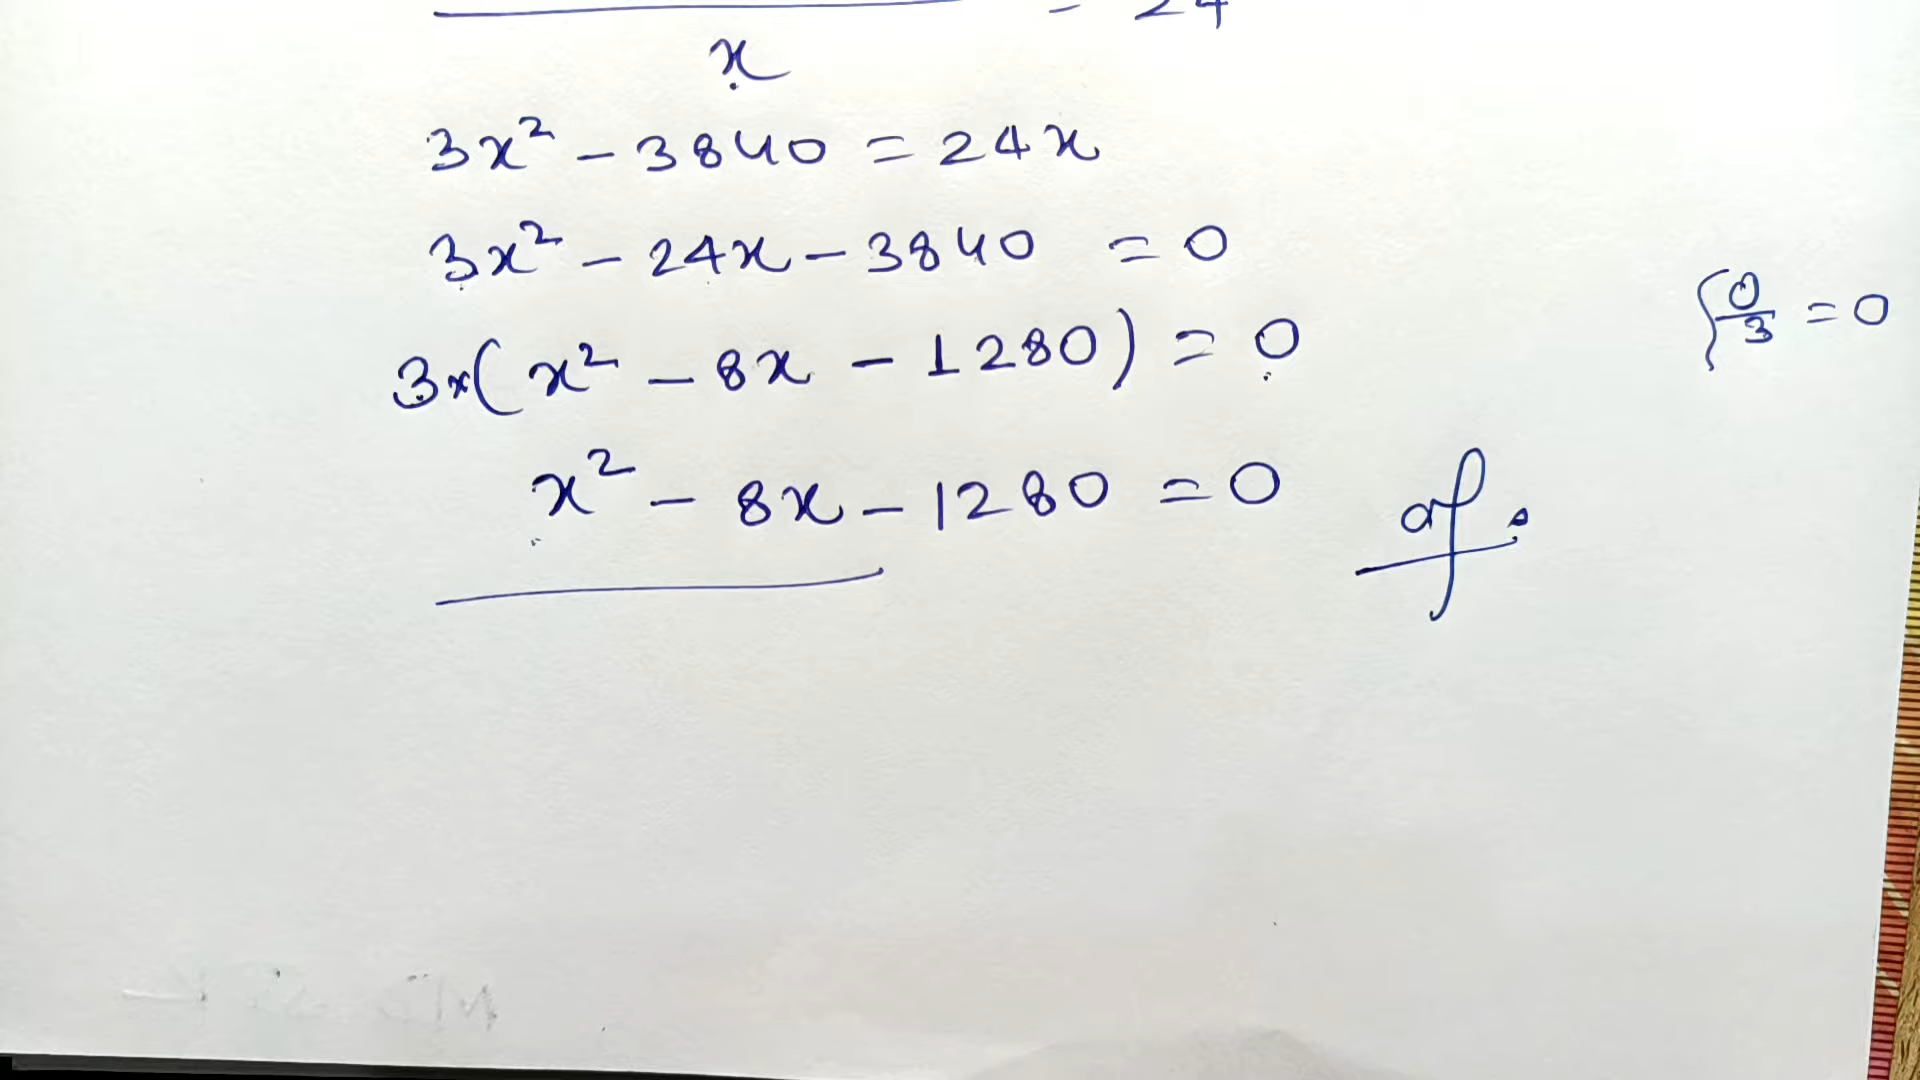 x = 24
3x² - 3840 = 24x
3x² - 24x - 3840 = 0
3×(x² - 8x - 1280) = 0
{0/3 = 0
x² - 8x - 1280 = 0